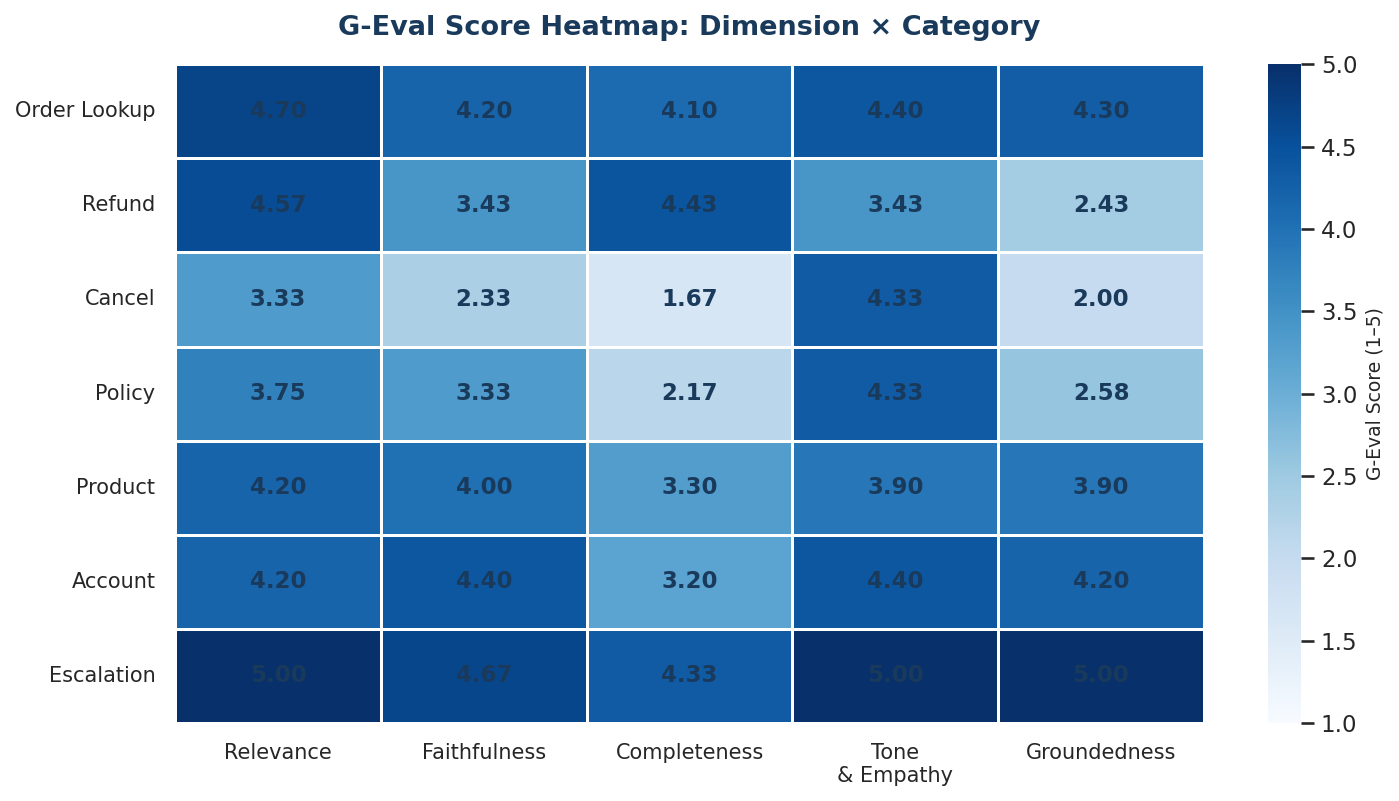 G-Eval Score Heatmap: Dimension × Category
Order Lookup 4.70 4.20 4.10 4.40 4.30
Refund 4.57 3.43 4.43 3.43 2.43
Cancel 3.33 2.33 1.67 4.33 2.00
Policy 3.75 3.33 2.17 4.33 2.58
Product 4.20 4.00 3.30 3.90 3.90
Account 4.20 4.40 3.20 4.40 4.20
Escalation 5.00 4.67 4.33 5.00 5.00
Relevance Faithfulness Completeness Tone Groundedness
& Empathy
5.0
4.5
4.0
3.5
3.0
2.5
2.0
1.5
1.0
G-Eval Score (1–5)